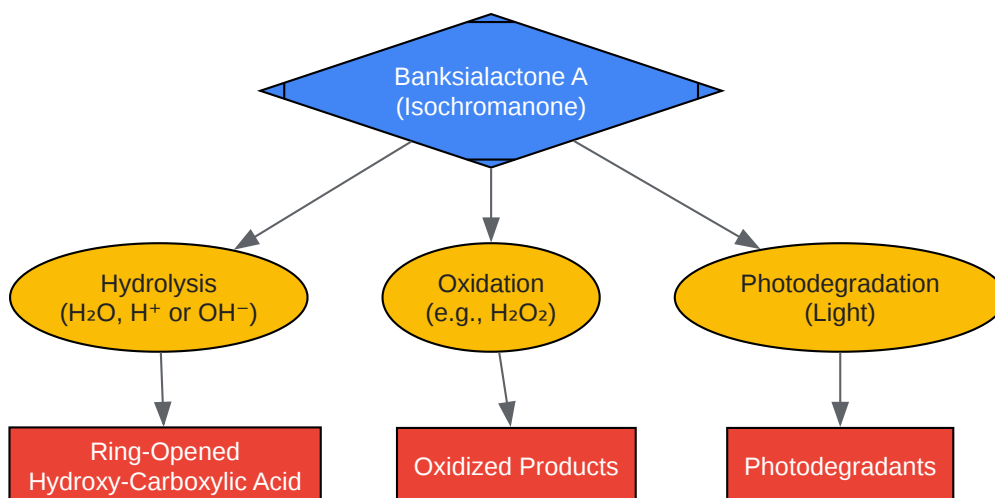 Banksialactone A
(Isochromanone)
Hydrolysis
(H₂O, H⁺ or OH⁻)
Oxidation
(e.g., H₂O₂)
Photodegradation
(Light)
Ring-Opened
Hydroxy-Carboxylic Acid
Oxidized Products
Photodegradants